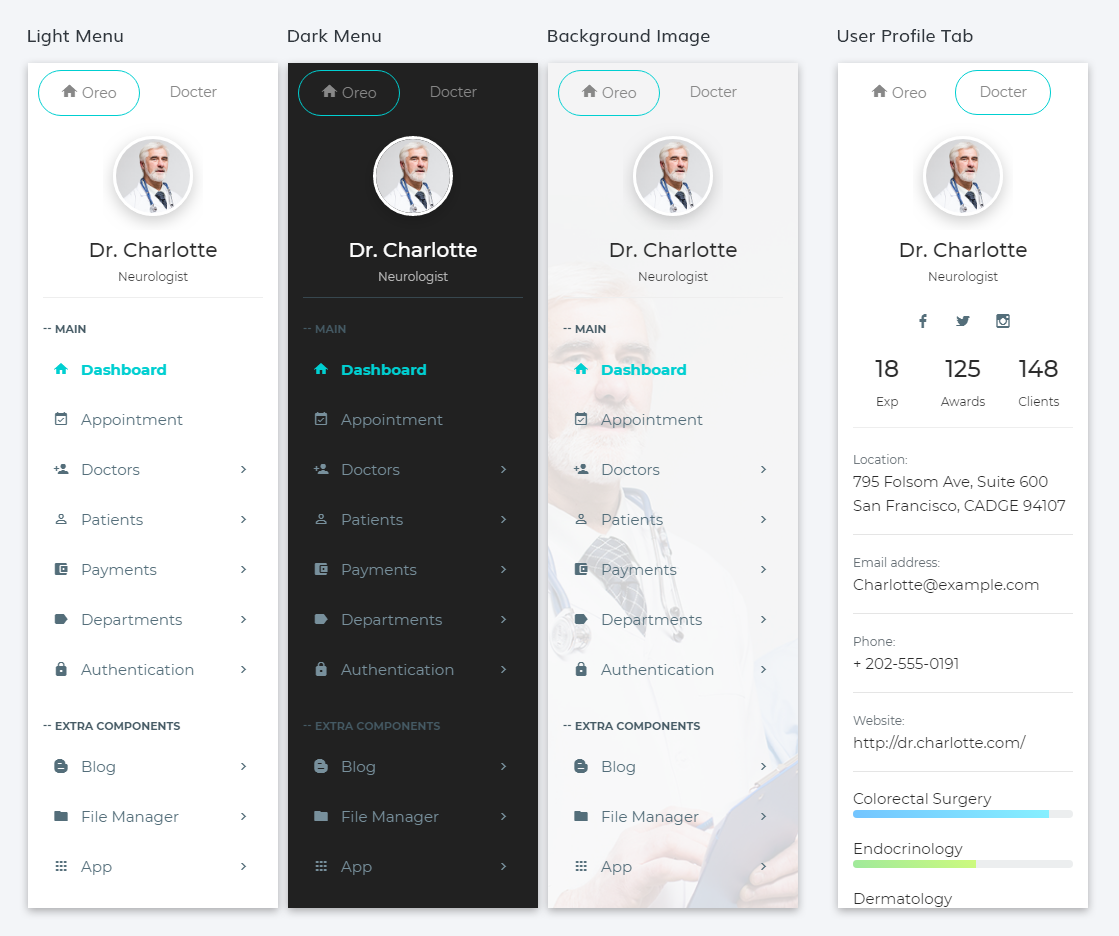 Light Menu
Oreo Docter
Dr. Charlotte
Neurologist
-- MAIN
Dashboard
Appointment
Doctors
Patients
Payments
Departments
Authentication
-- EXTRA COMPONENTS
Blog
File Manager
App
Dark Menu
Oreo Docter
Dr. Charlotte
Neurologist
-- MAIN
Dashboard
Appointment
Doctors
Patients
Payments
Departments
Authentication
-- EXTRA COMPONENTS
Blog
File Manager
App
Background Image
Oreo Docter
Dr. Charlotte
Neurologist
-- MAIN
Dashboard
Appointment
Doctors
Patients
Payments
Departments
Authentication
-- EXTRA COMPONENTS
Blog
File Manager
App
User Profile Tab
Oreo Docter
Dr. Charlotte
Neurologist
18 125 148
Exp Awards Clients
Location:
795 Folsom Ave, Suite 600
San Francisco, CADGE 94107
Email address:
Charlotte@example.com
Phone:
+ 202-555-0191
Website:
http://dr.charlotte.com/
Colorectal Surgery
Endocrinology
Dermatology